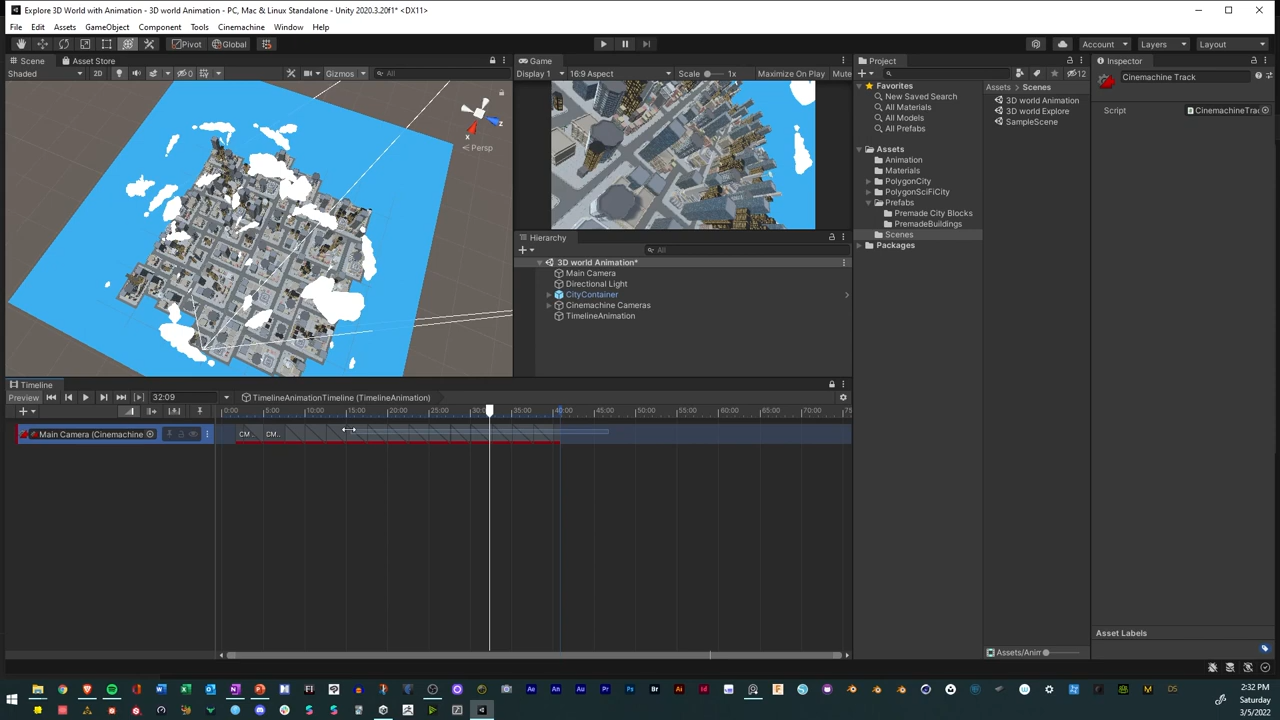 Explore 3D World with Animation - 3D world Animation - PC, Mac & Linux Standalone - Unity 2020.3.20f1* <DX11>
File Edit Assets GameObject Component Tools Cinemachine Window Help
Pivot Global Account Layers Layout
Scene Asset Store
Shaded 2D Gizmos All
x z
Persp
Game
Display 1 16:9 Aspect Scale 1x Maximize On Play Mute
Hierarchy
All
3D world Animation*
Main Camera
Directional Light
CityContainer
Cinemachine Cameras
TimelineAnimation
Project
12
Favorites
New Saved Search
All Materials
All Models
All Prefabs
Assets
Animation
Materials
PolygonCity
PolygonSciFiCity
Prefabs
Premade City Blocks
PremadeBuildings
Scenes
Packages
Assets Scenes
3D world Animation
3D world Explore
SampleScene
Assets/Anim
Inspector
Cinemachine Track
Script CinemachineTrac
Asset Labels
Timeline
Preview 32:09 TimelineAnimationTimeline (TimelineAnimation)
0:00 5:00 10:00 15:00 20:00 25:00 30:00 35:00 40:00 45:00 50:00 55:00 60:00 65:00 70:00 75
Main Camera (Cinemachine CM . CM..
2:32 PM
Saturday
3/5/2022